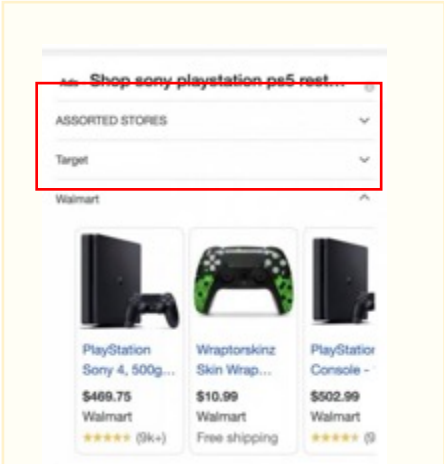 Ads Shop sony playstation ps5 rest...
ASSORTED STORES
Target
Walmart
PlayStation Sony 4, 500g...
$469.75
Walmart
(9k+)
Wraptorskinz Skin Wrap...
$10.99
Walmart
Free shipping
PlayStation Console -
$502.99
Walmart
(9